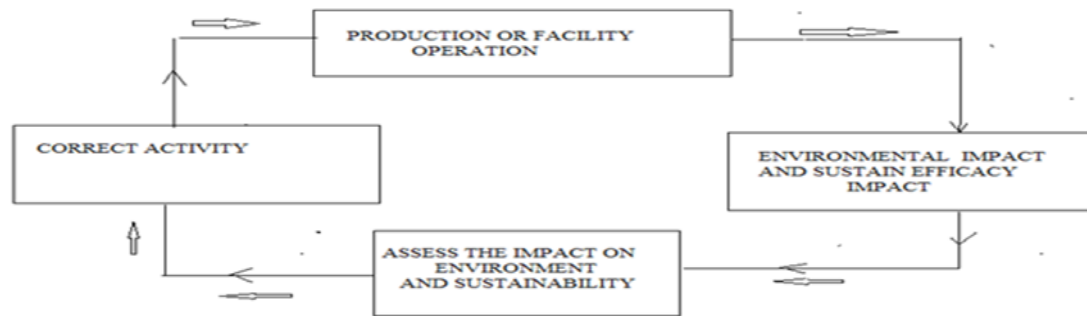 PRODUCTION OR FACILITY
OPERATION
CORRECT ACTIVITY
ENVIRONMENTAL IMPACT
AND SUSTAIN EFFICACY
IMPACT
ASSESS THE IMPACT ON
ENVIRONMENT
AND SUSTAINABILITY